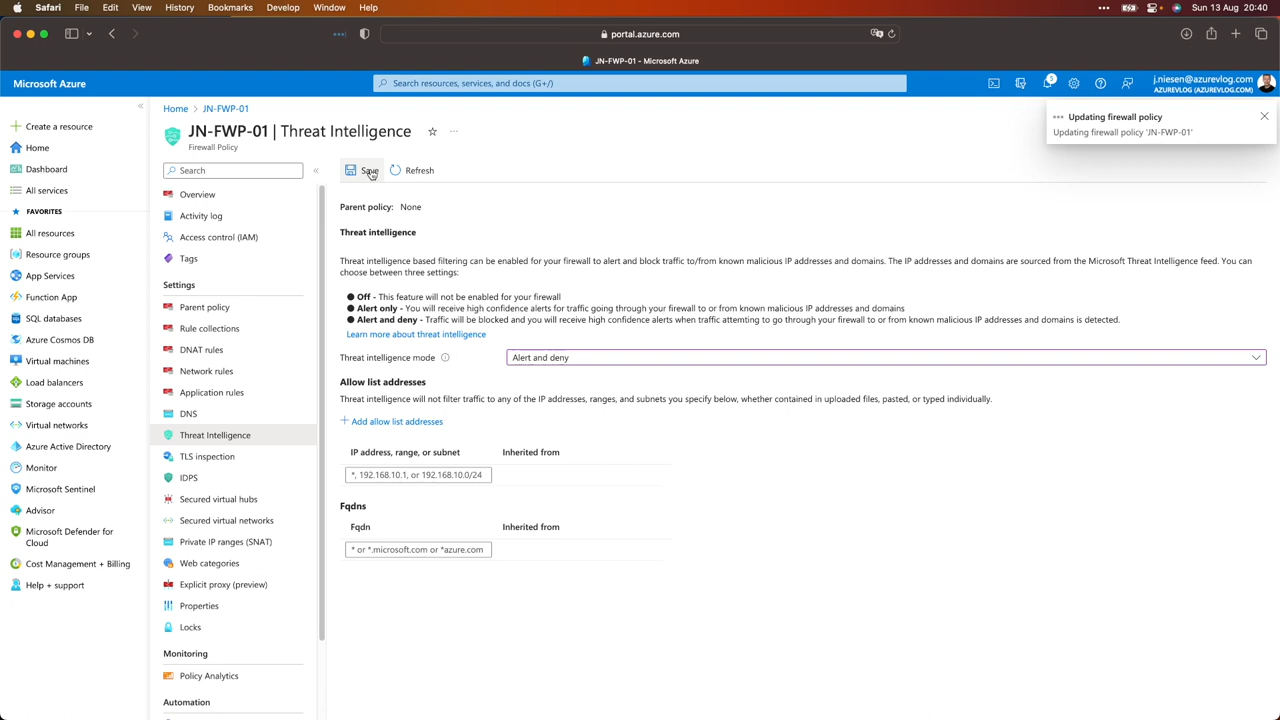 Safari File Edit View History Bookmarks Develop Window Help
Sun 13 Aug 20:40
portal.azure.com
JN-FWP-01 - Microsoft Azure
Microsoft Azure
Search resources, services, and docs (G+/)
5
j.niesen@azurevlog.com
AZUREVLOG (AZUREVLOG.COM)
Create a resource
Home
Dashboard
All services
FAVORITES
All resources
Resource groups
App Services
Function App
SQL databases
Azure Cosmos DB
Virtual machines
Load balancers
Storage accounts
Virtual networks
Azure Active Directory
Monitor
Microsoft Sentinel
Advisor
Microsoft Defender for
Cloud
Cost Management + Billing
Help + support
Home > JN-FWP-01
JN-FWP-01 | Threat Intelligence
Firewall Policy
Search
Overview
Activity log
Access control (IAM)
Tags
Settings
Parent policy
Rule collections
DNAT rules
Network rules
Application rules
DNS
Threat Intelligence
TLS inspection
IDPS
Secured virtual hubs
Secured virtual networks
Private IP ranges (SNAT)
Web categories
Explicit proxy (preview)
Properties
Locks
Monitoring
Policy Analytics
Automation
Save Refresh
Parent policy: None
Threat intelligence
Threat intelligence based filtering can be enabled for your firewall to alert and block traffic to/from known malicious IP addresses and domains. The IP addresses and domains are sourced from the Microsoft Threat Intelligence feed. You can
choose between three settings:
● Off - This feature will not be enabled for your firewall
● Alert only - You will receive high confidence alerts for traffic going through your firewall to or from known malicious IP addresses and domains
● Alert and deny - Traffic will be blocked and you will receive high confidence alerts when traffic attemting to go through your firewall to or from known malicious IP addresses and domains is detected.
Learn more about threat intelligence
Threat intelligence mode
Alert and deny
Allow list addresses
Threat intelligence will not filter traffic to any of the IP addresses, ranges, and subnets you specify below, whether contained in uploaded files, pasted, or typed individually.
Add allow list addresses
IP address, range, or subnet Inherited from
*, 192.168.10.1, or 192.168.10.0/24
Fqdns
Fqdn Inherited from
* or *.microsoft.com or *azure.com
Updating firewall policy
Updating firewall policy 'JN-FWP-01'